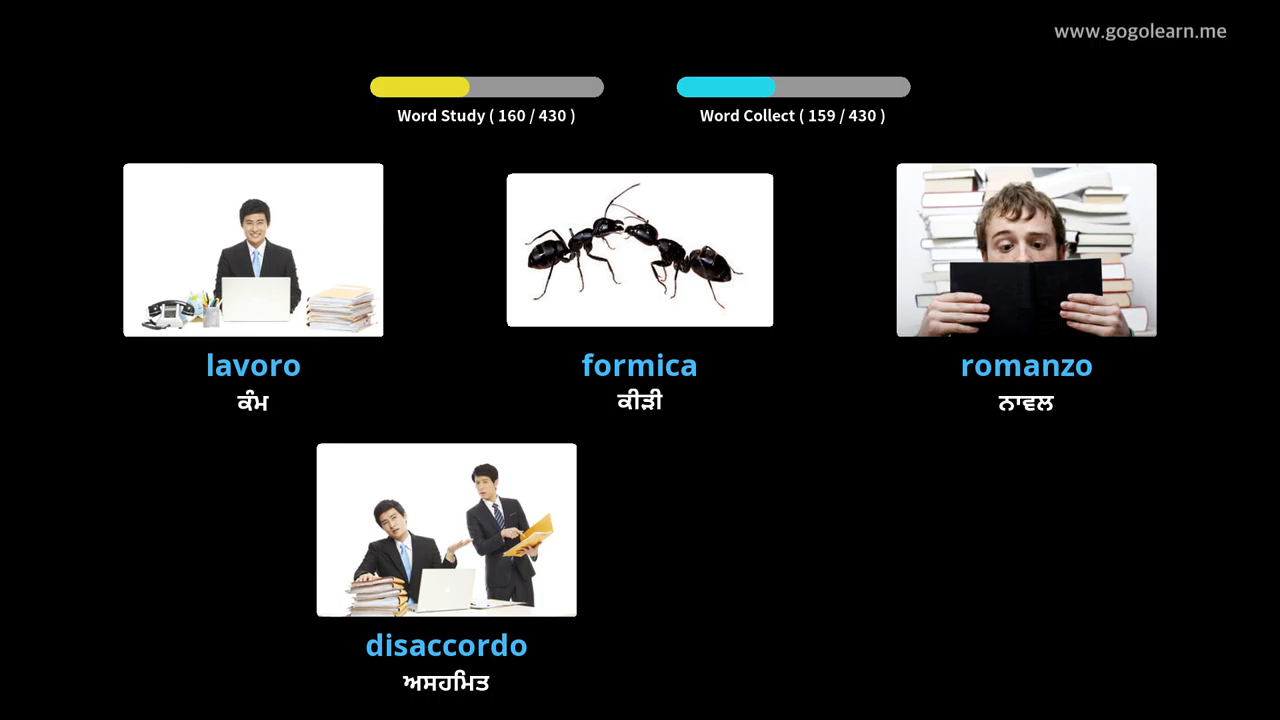 www.gogolearn.me
Word Study ( 160 / 430 )
Word Collect ( 159 / 430 )
lavoro
ਕੰਮ
formica
ਕੀੜੀ
romanzo
ਨਾਵਲ
disaccordo
ਅਸਹਮਿਤ